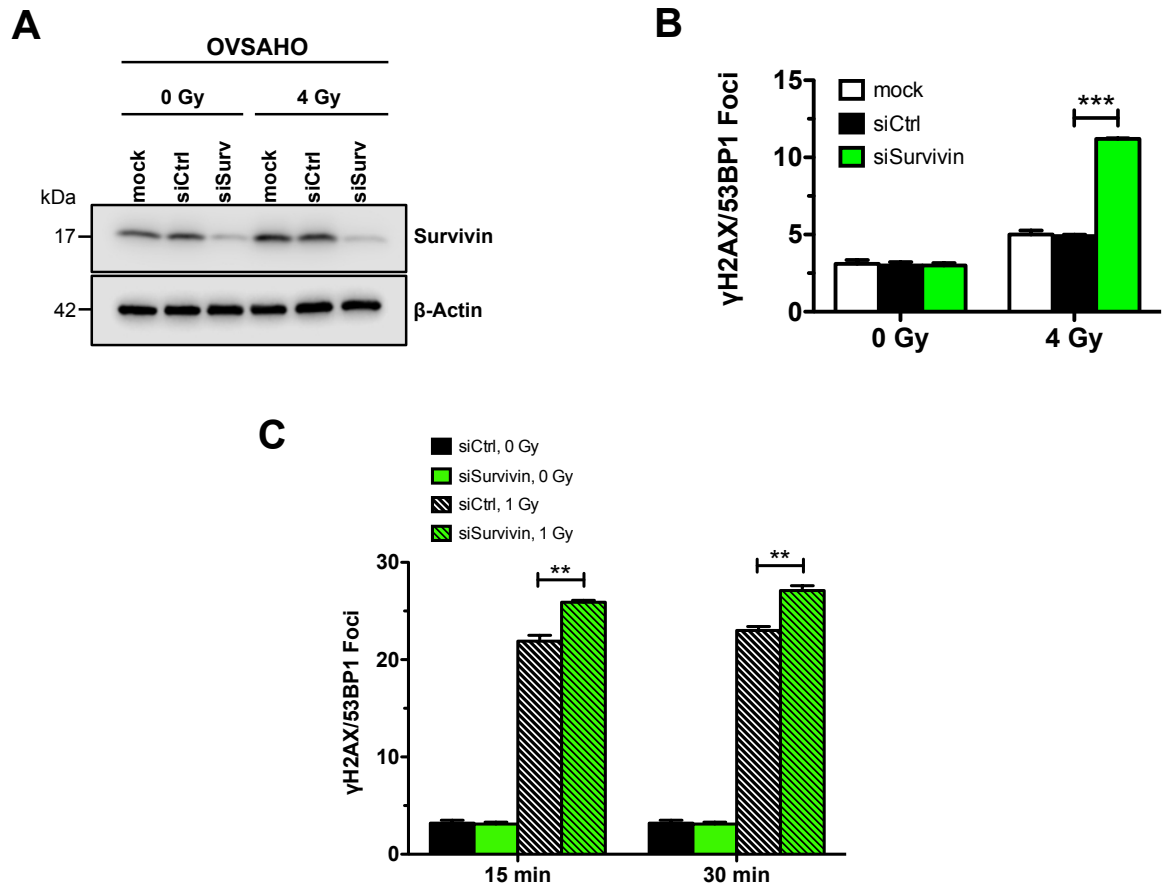 A
OVSAHO
0 Gy 4 Gy
mock siCtrl siSurv mock siCtrl siSurv
kDa
17 Survivin
42 β-Actin
B
γH2AX/53BP1 Foci
15
10
5
0
mock
siCtrl
siSurvivin
***
0 Gy 4 Gy
C
siCtrl, 0 Gy
siSurvivin, 0 Gy
siCtrl, 1 Gy
siSurvivin, 1 Gy
γH2AX/53BP1 Foci
30
20
10
0
** **
15 min 30 min